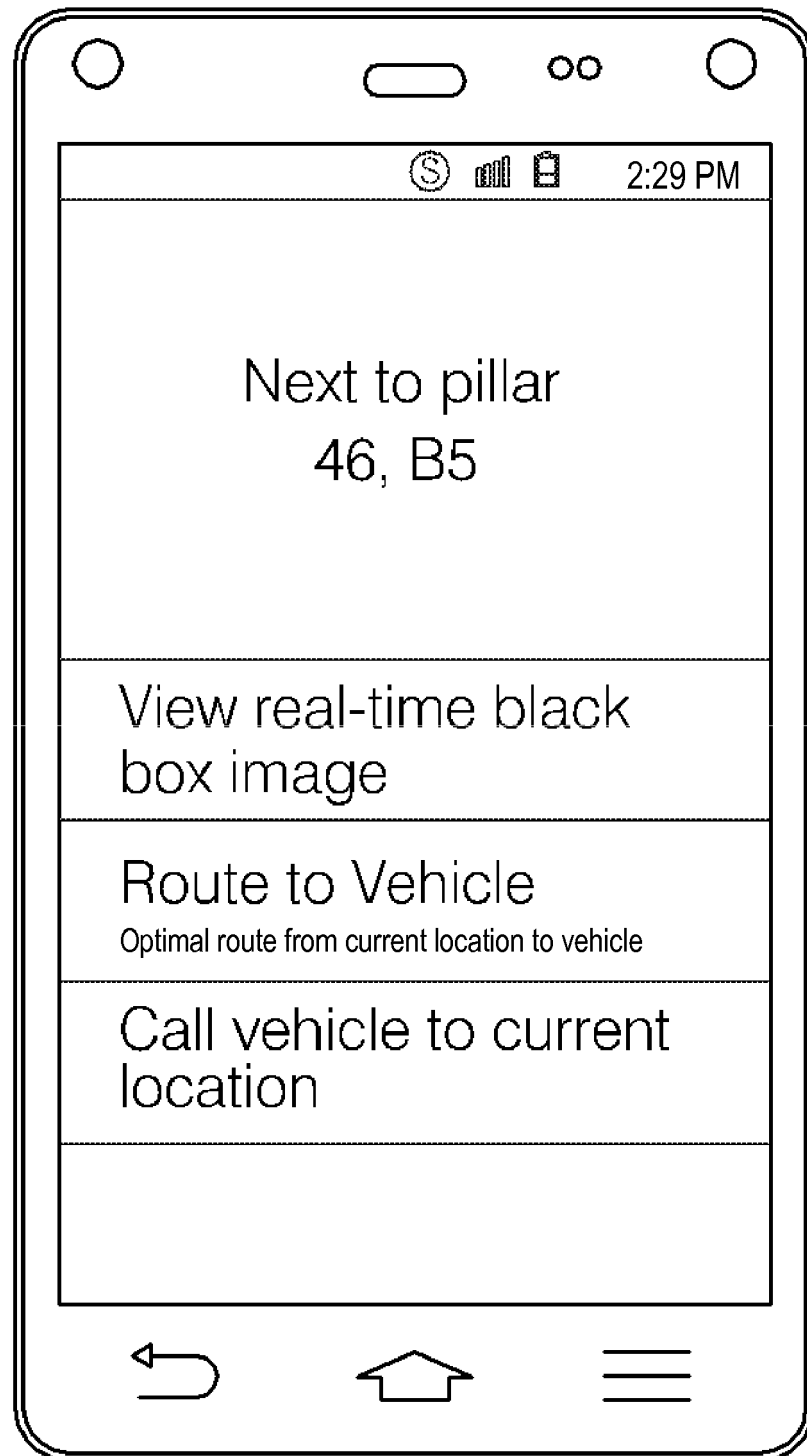 Ⓢ 2:29 PM
Next to pillar
46, B5
View real-time black
box image
Route to Vehicle
Optimal route from current location to vehicle
Call vehicle to current
location